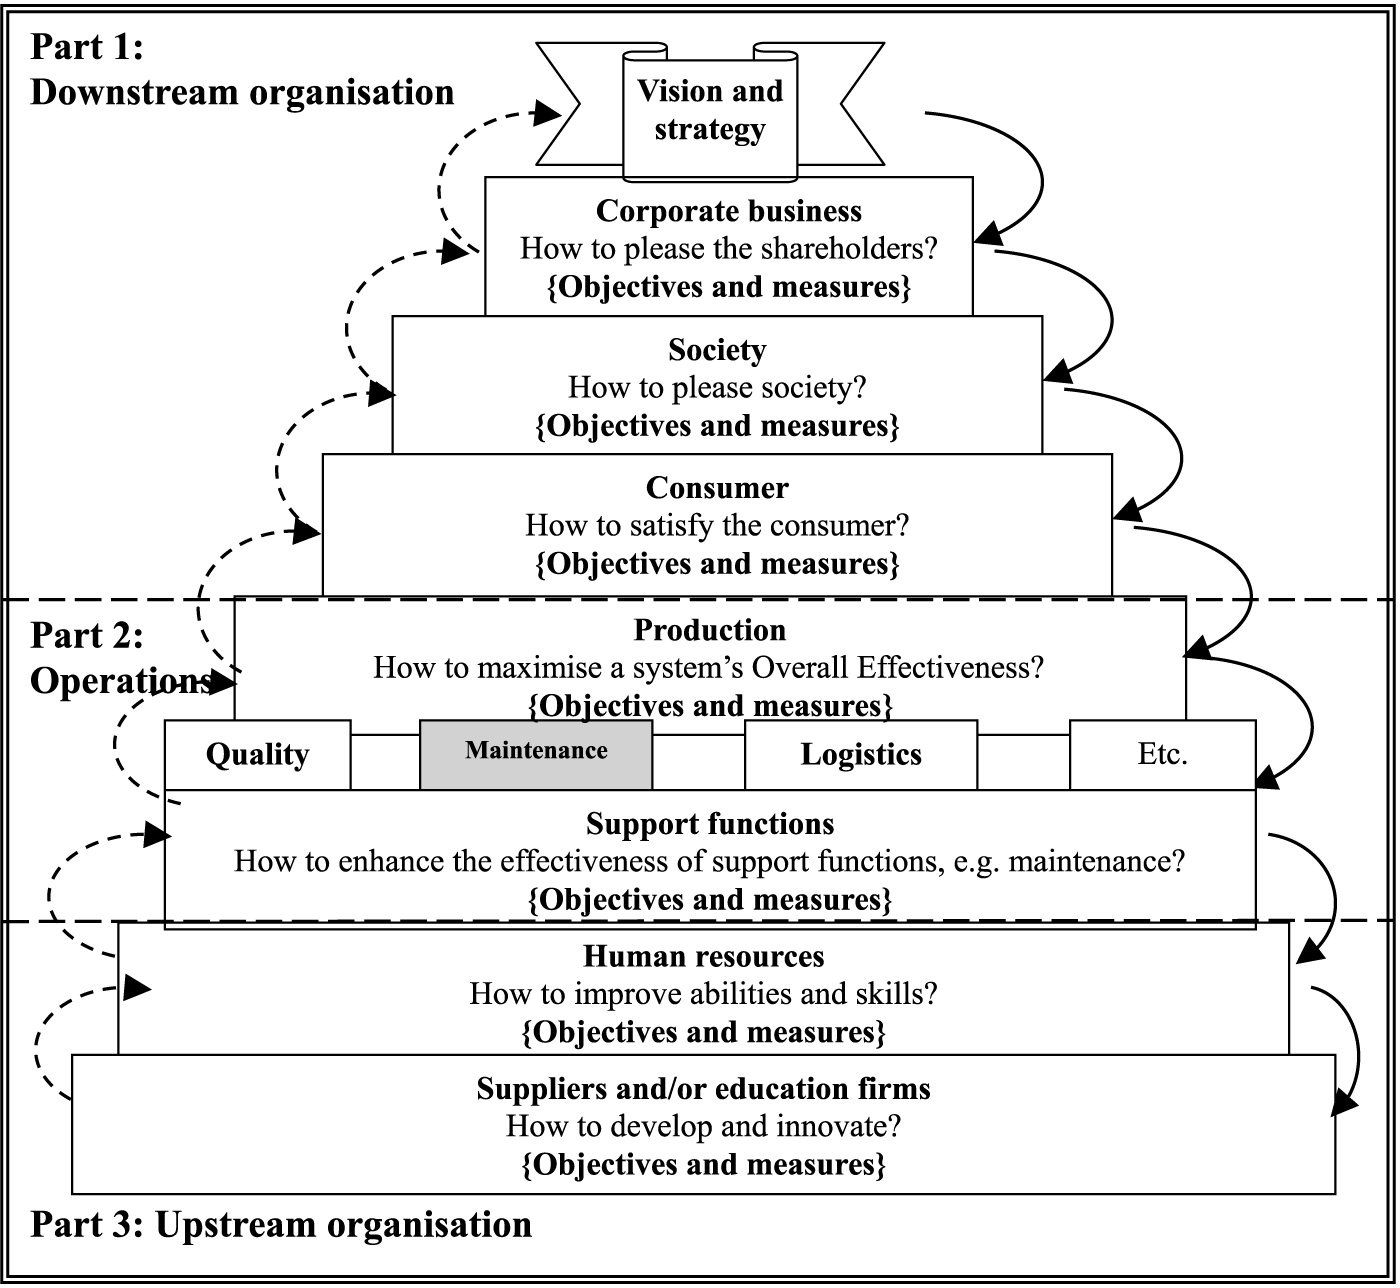 Part 1:
Downstream organisation
Vision and
strategy
Corporate business
How to please the shareholders?
{Objectives and measures}
Society
How to please society?
{Objectives and measures}
Consumer
How to satisfy the consumer?
{Objectives and measures}
Part 2:
Operations
Production
How to maximise a system's Overall Effectiveness?
{Objectives and measures}
Quality
Maintenance
Logistics
Etc.
Support functions
How to enhance the effectiveness of support functions, e.g. maintenance?
{Objectives and measures}
Human resources
How to improve abilities and skills?
{Objectives and measures}
Suppliers and/or education firms
How to develop and innovate?
{Objectives and measures}
Part 3: Upstream organisation